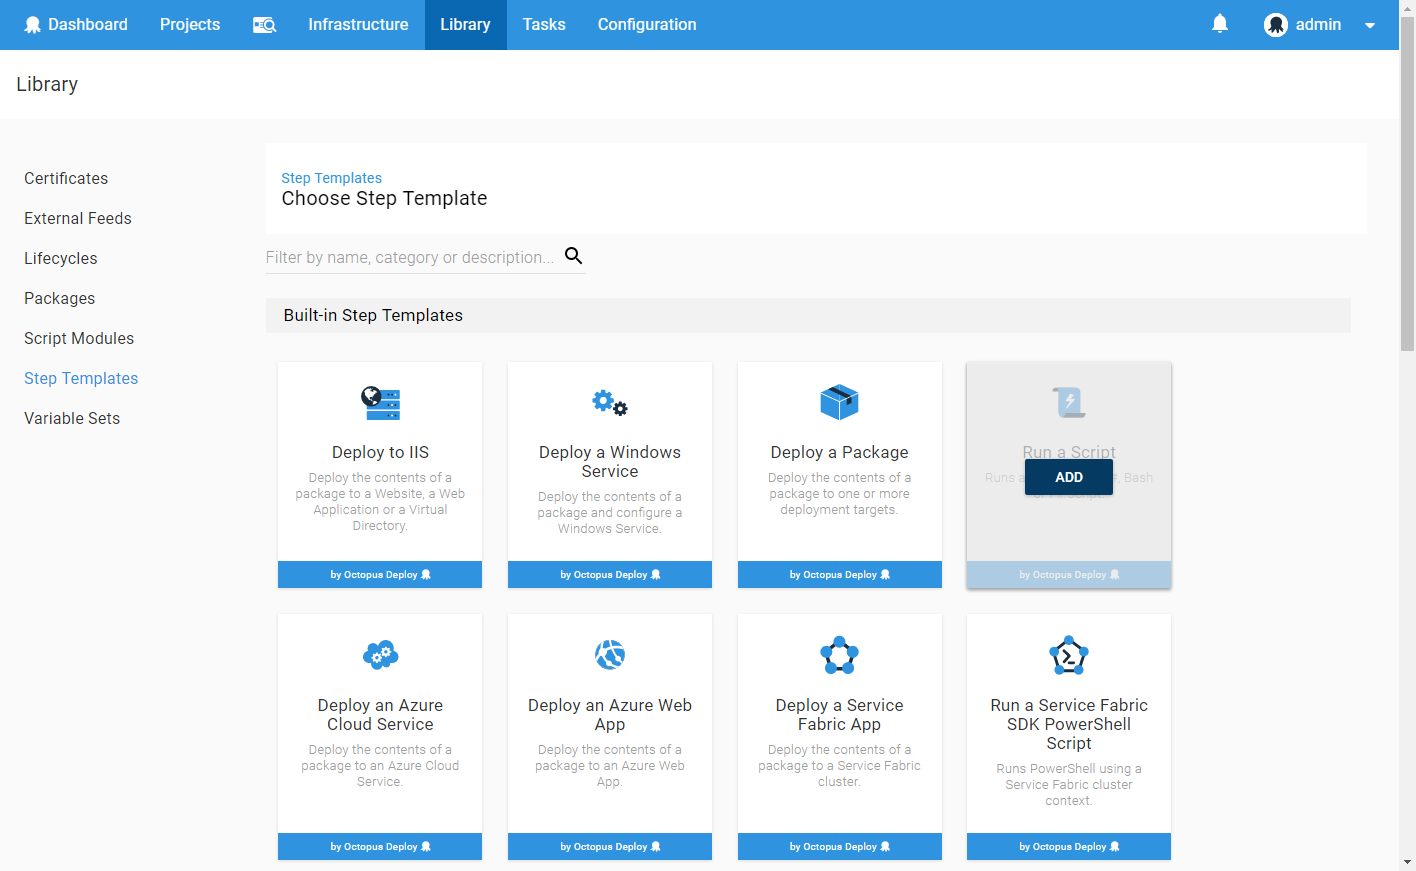 Dashboard Projects Infrastructure Library Tasks Configuration admin
Library
Certificates
External Feeds
Lifecycles
Packages
Script Modules
Step Templates
Variable Sets
Step Templates
Choose Step Template
Filter by name, category or description...
Built-in Step Templates
Deploy to IIS
Deploy the contents of a
package to a Website, a Web
Application or a Virtual
Directory.
by Octopus Deploy
Deploy a Windows
Service
Deploy the contents of a
package and configure a
Windows Service.
by Octopus Deploy
Deploy a Package
Deploy the contents of a
package to one or more
deployment targets.
by Octopus Deploy
Run a Script
Runs a
Bash
ADD
by Octopus Deploy
Deploy an Azure
Cloud Service
Deploy the contents of a
package to an Azure Cloud
Service.
by Octopus Deploy
Deploy an Azure Web
App
Deploy the contents of a
package to an Azure Web
App.
by Octopus Deploy
Deploy a Service
Fabric App
Deploy the contents of a
package to a Service Fabric
cluster.
by Octopus Deploy
Run a Service Fabric
SDK PowerShell
Script
Runs PowerShell using a
Service Fabric cluster
context.
by Octopus Deploy